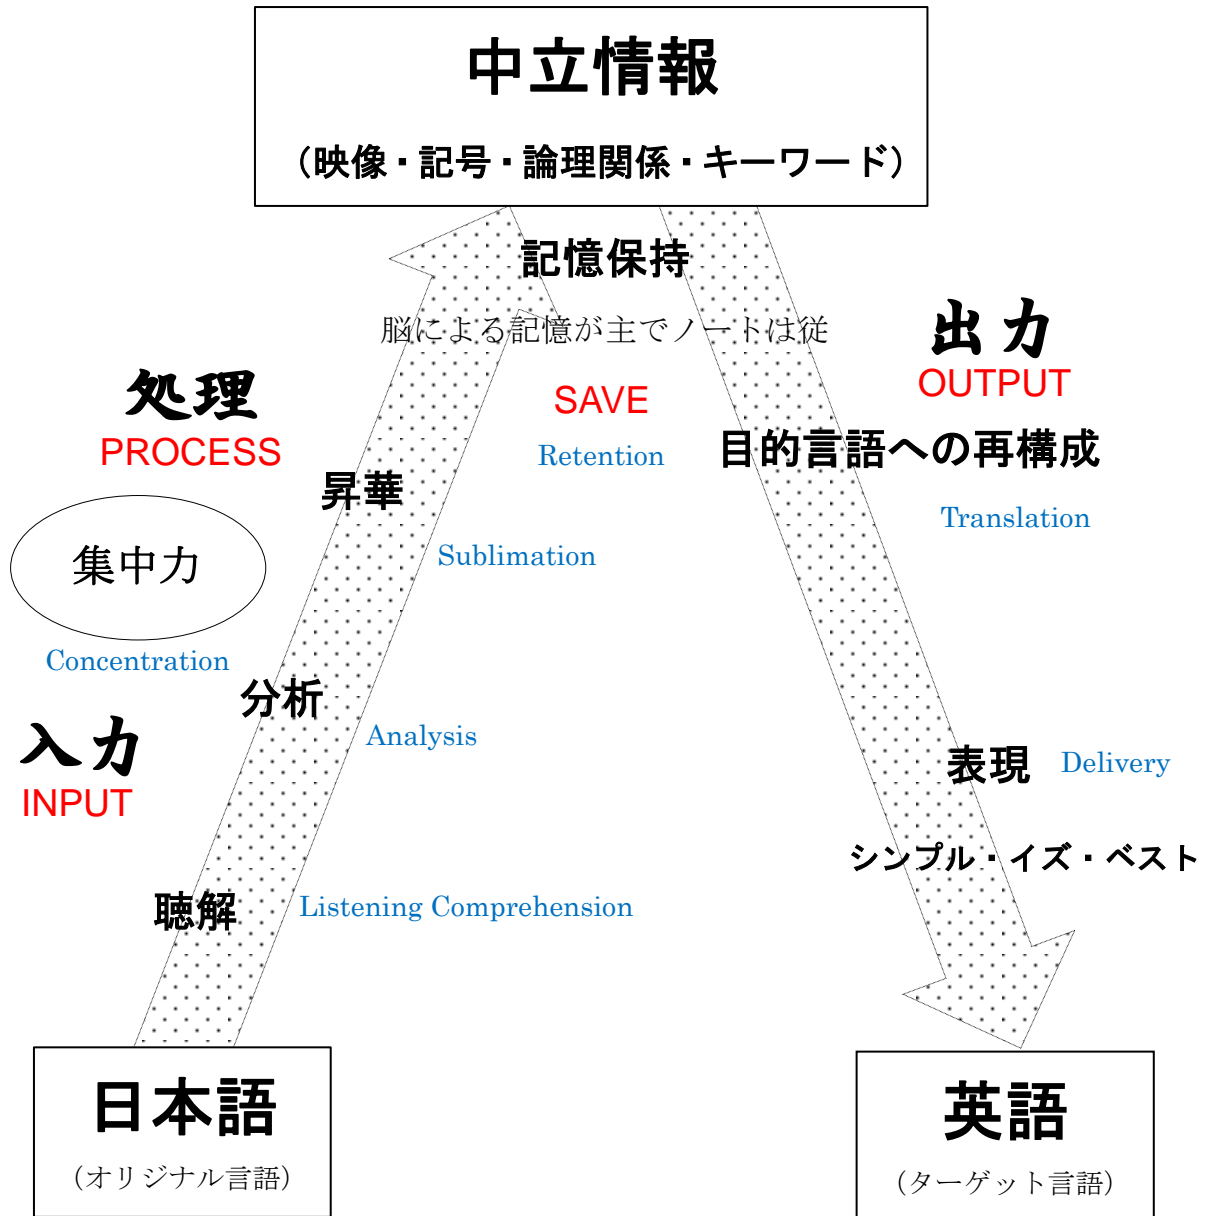 中立情報
（映像・記号・論理関係・キーワード）
記憶保持
脳による記憶が主でノートは従
出力
OUTPUT
処理
PROCESS
SAVE
Retention
目的言語への再構成
Translation
昇華
Sublimation
集中力
Concentration
分析
Analysis
入力
INPUT
表現
Delivery
シンプル・イズ・ベスト
聴解
Listening Comprehension
日本語
（オリジナル言語）
英語
（ターゲット言語）